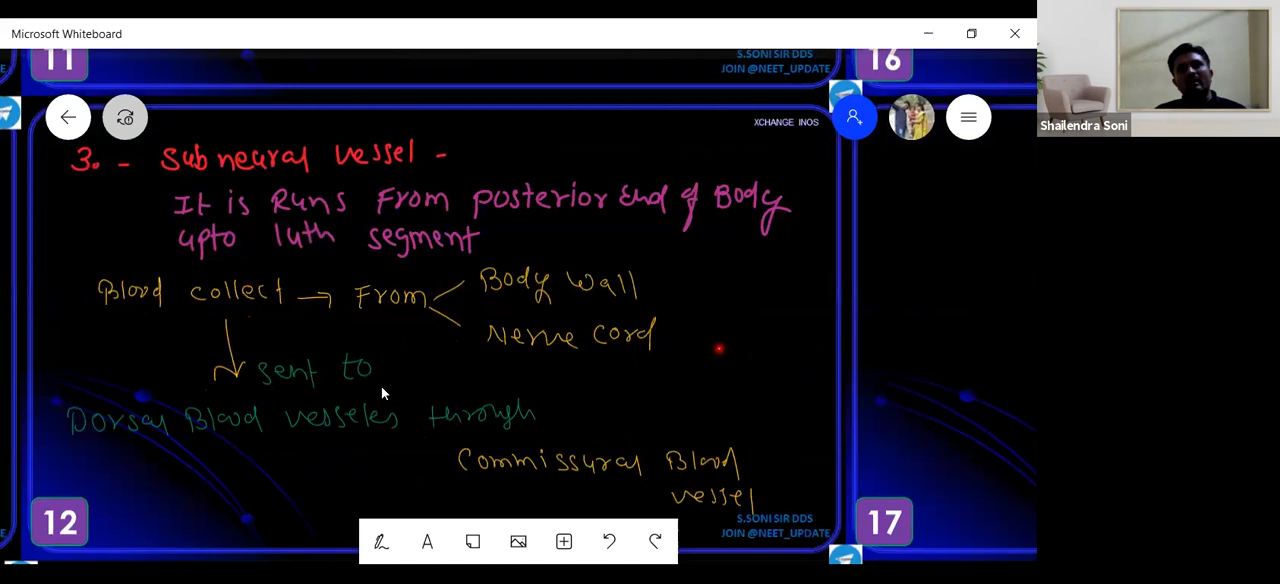 Microsoft Whiteboard
11
S.SONI SIR DDS
JOIN @NEET_UPDATE
16
Shailendra Soni
XCHANGE INOS
3. - Subneural vessel -
It is Runs From posterior End of Body
upto 14th segment
Blood collect → From
Body wall
Nerve cord
sent to
Dorsal Blood vesseles through
Commissural Blood
vessel
12
S.SONI SIR DDS
JOIN @NEET_UPDATE
17
A